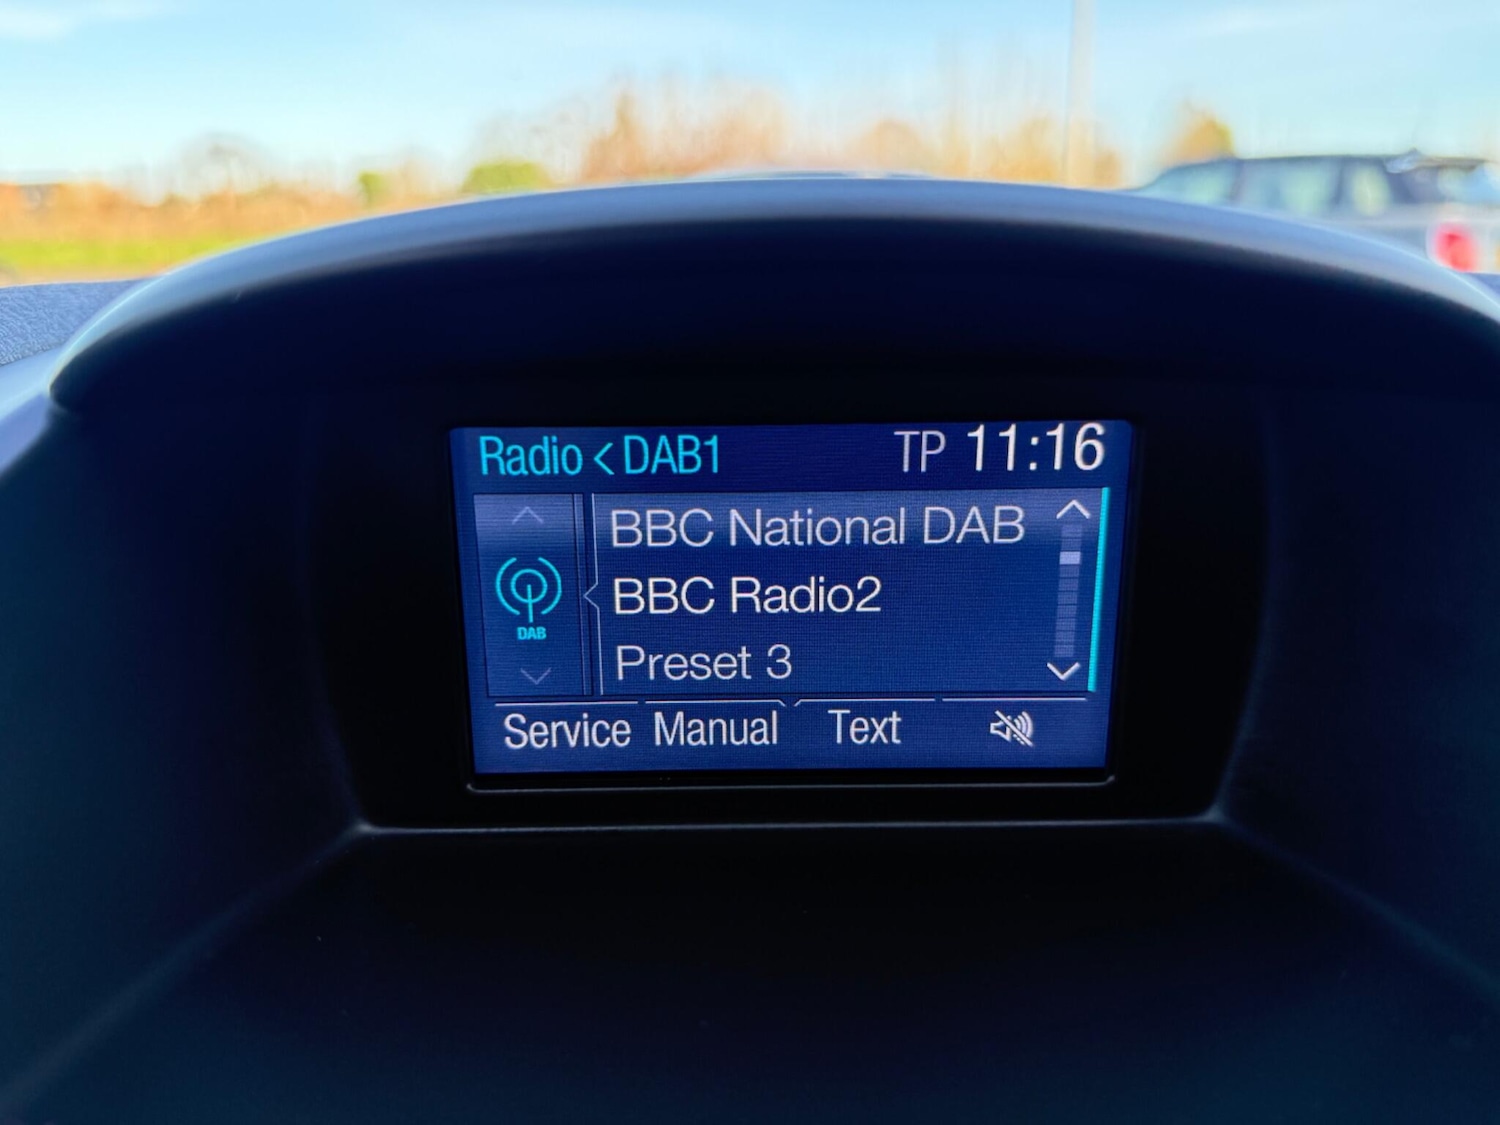 Radio < DAB1 TP 11:16
BBC National DAB
DAB
BBC Radio2
Preset 3
Service Manual Text